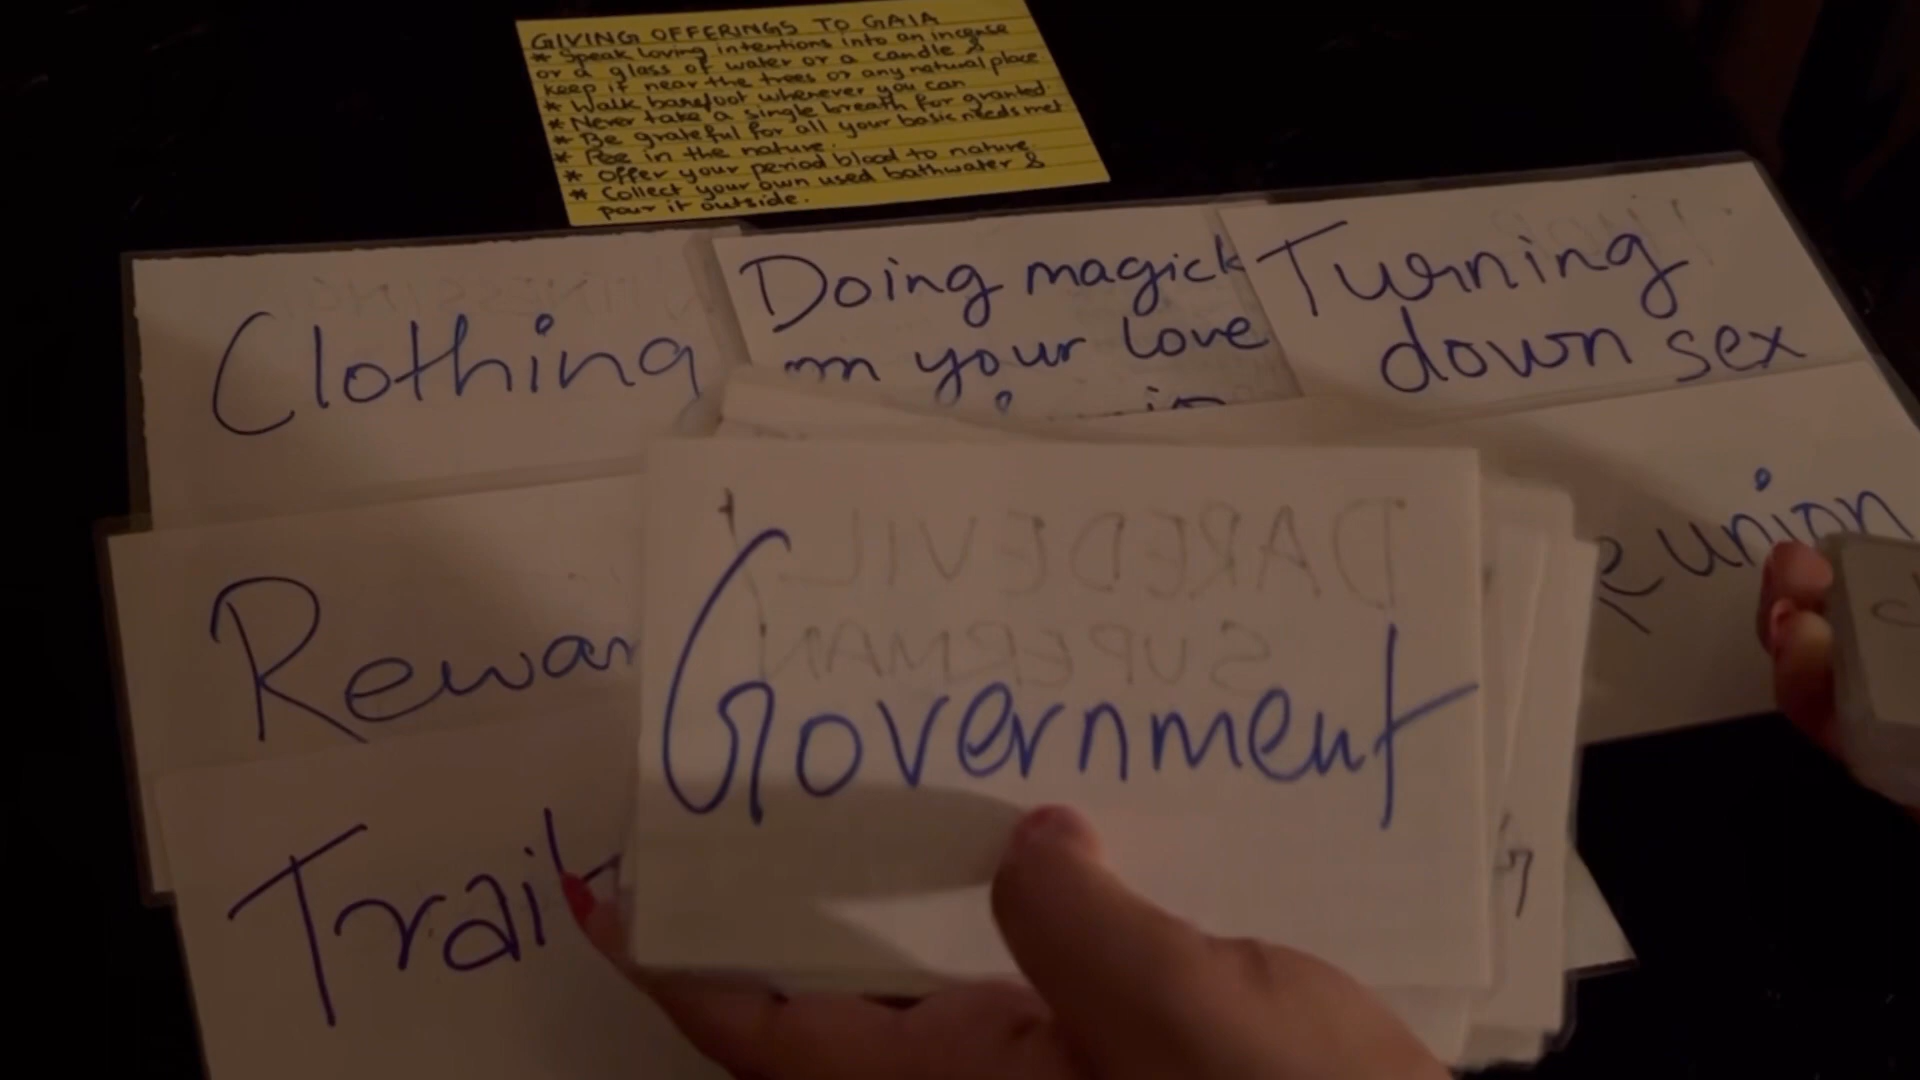 GIVING OFFERINGS TO GAIA
* Speak loving intentions into an incense
or a glass of water or a candle &
keep it near the trees or any natural place
* Walk barefoot wherever you can
* Never take a single breath for granted
* Be grateful for all your basic needs met
* Pee in the nature.
* Offer your period blood to nature
* Collect your own used bathwater &
pour it outside.
Clothing
Doing magick
on your love
Turning
down sex
Rewar
Government
DAREDEVIL
SUPERMAN
Reunion
Trait